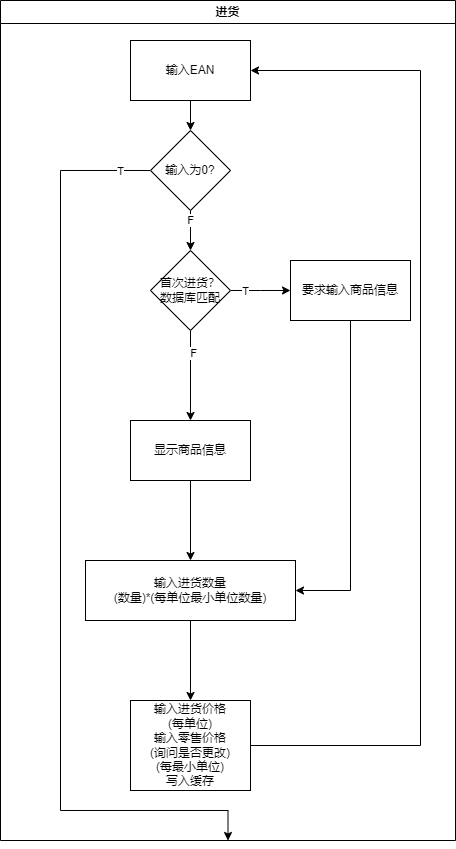 进货
输入EAN
输入为0?
T
F
首次进货?
数据库匹配
T
要求输入商品信息
F
显示商品信息
输入进货数量
(数量)*(每单位最小单位数量)
输入进货价格
(每单位)
输入零售价格
(询问是否更改)
(每最小单位)
写入缓存